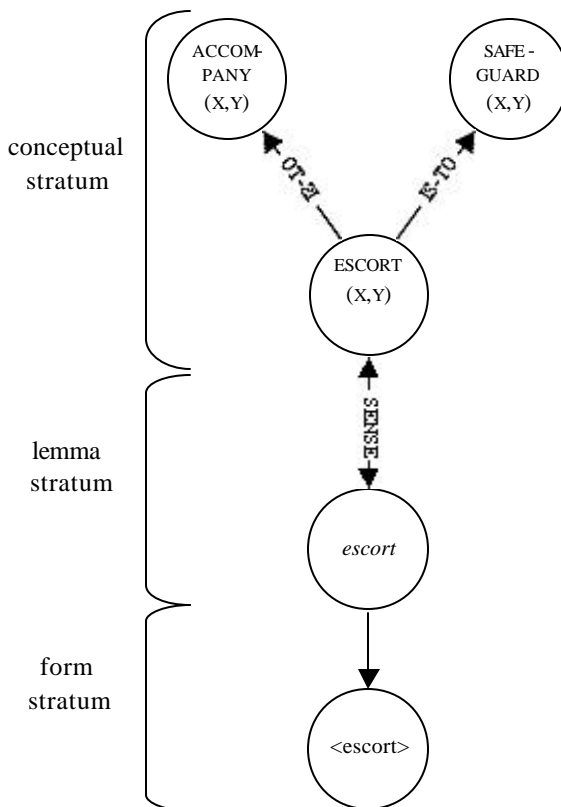 ACCOM-
PANY
(X,Y)
SAFE -
GUARD
(X,Y)
conceptual
stratum
IS-TO
IS-TO
ESCORT
(X,Y)
SENSE
lemma
stratum
escort
form
stratum
<escort>